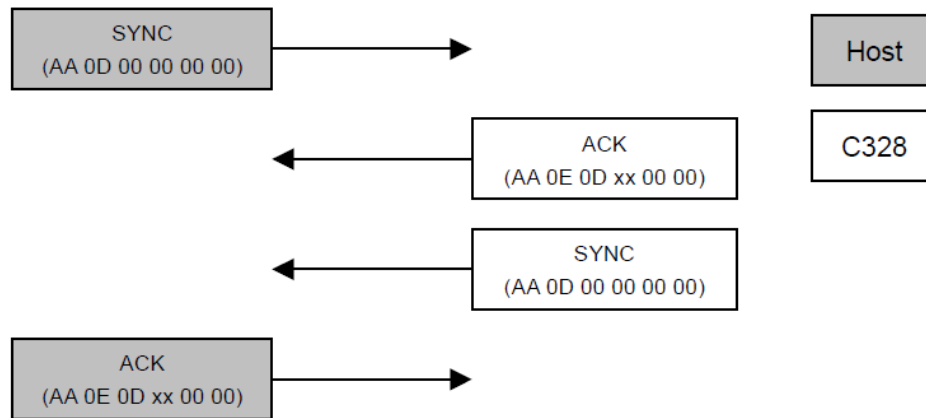 SYNC
(AA 0D 00 00 00 00)
Host
ACK
(AA 0E 0D xx 00 00)
C328
SYNC
(AA 0D 00 00 00 00)
ACK
(AA 0E 0D xx 00 00)